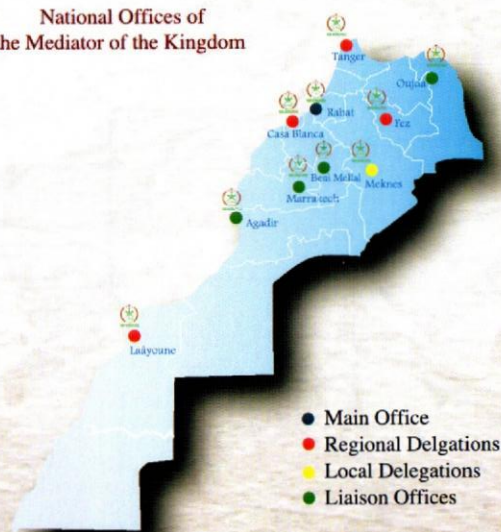 National Offices of
he Mediator of the Kingdom
Tanger
Oujda
Rabat
Fez
Casa Blanca
Beni Mellal
Meknes
Marrakech
Agadir
Laâyoune
Main Office
Regional Delgations
Local Delegations
Liaison Offices